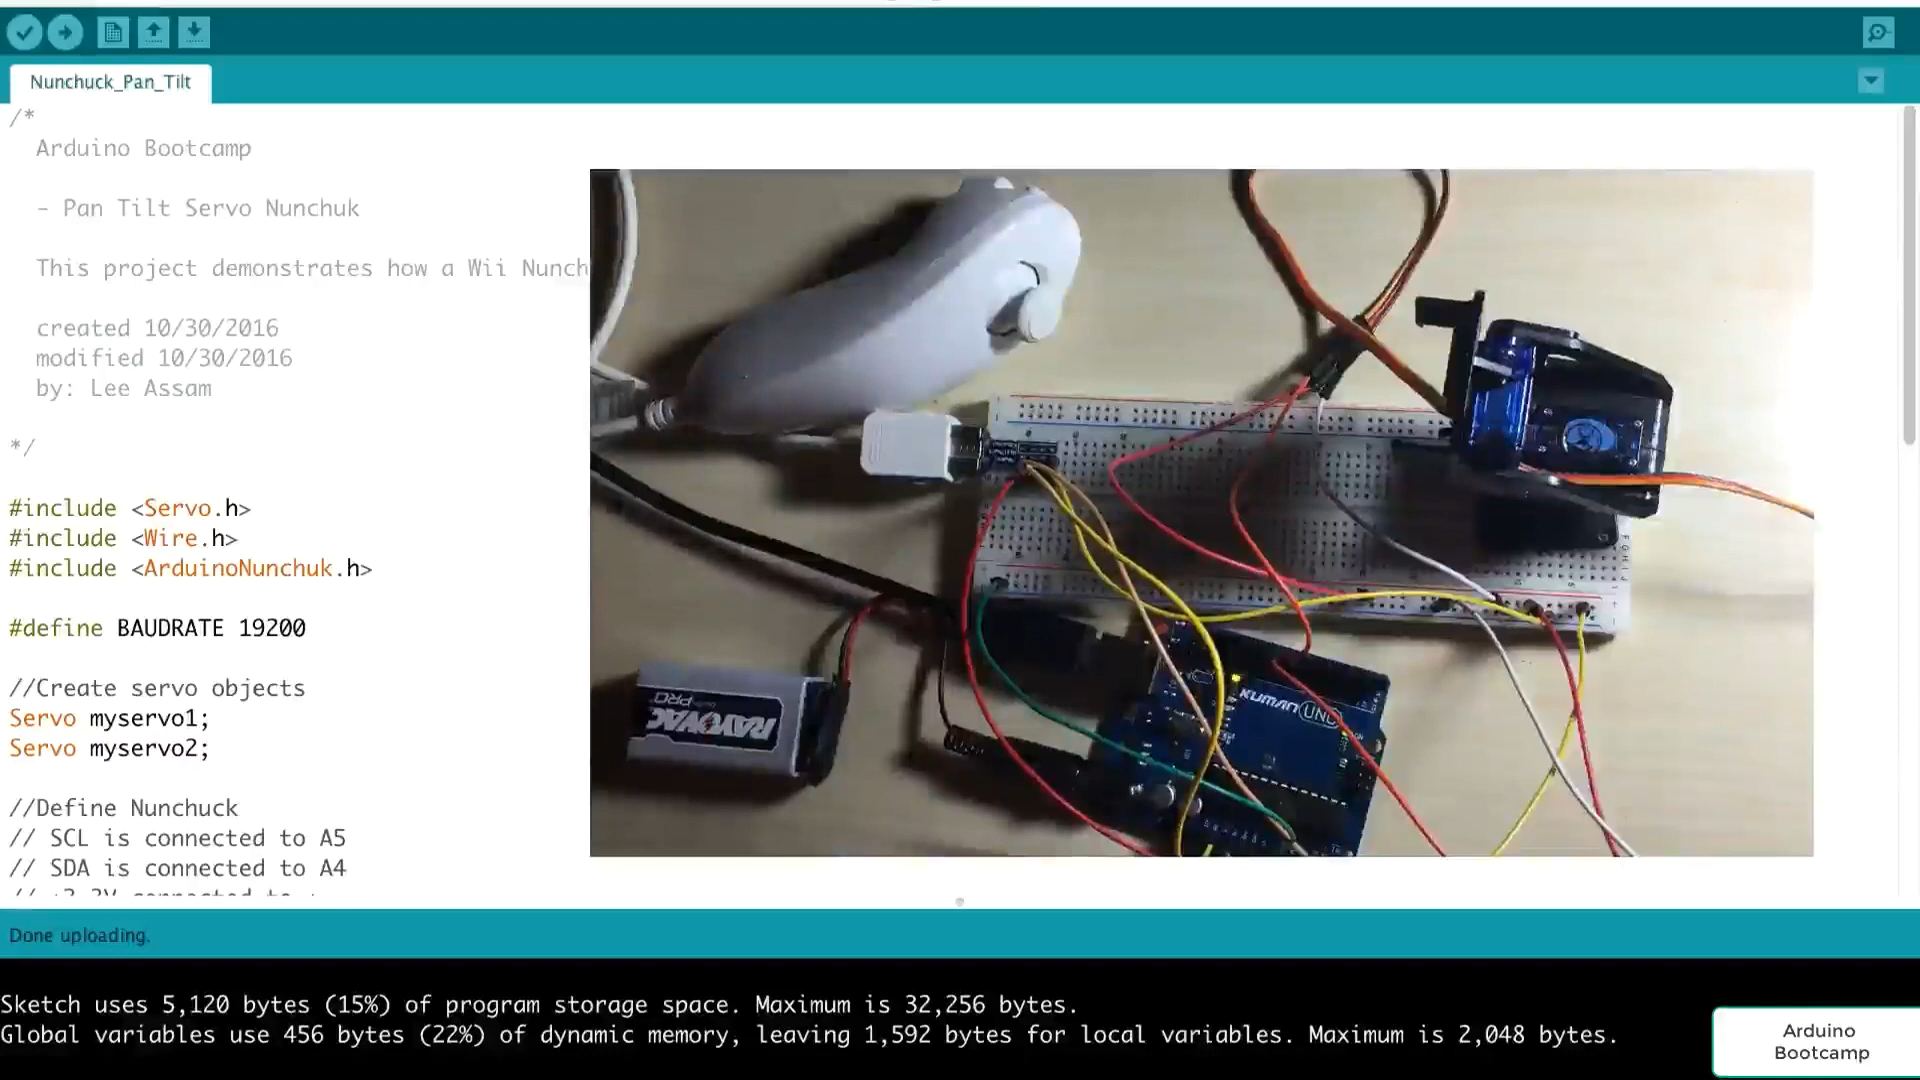 Nunchuck_Pan_Tilt
/*
Arduino Bootcamp
- Pan Tilt Servo Nunchuk
This project demonstrates how a Wii Nunch
created 10/30/2016
modified 10/30/2016
by: Lee Assam
*/
#include <Servo.h>
#include <Wire.h>
#include <ArduinoNunchuk.h>
#define BAUDRATE 19200
//Create servo objects
Servo myservo1;
Servo myservo2;
//Define Nunchuck
// SCL is connected to A5
// SDA is connected to A4
RAYOVAC
PRO
KUMAN UNO
Done uploading.
Sketch uses 5,120 bytes (15%) of program storage space. Maximum is 32,256 bytes.
Global variables use 456 bytes (22%) of dynamic memory, leaving 1,592 bytes for local variables. Maximum is 2,048 bytes.
Arduino
Bootcamp